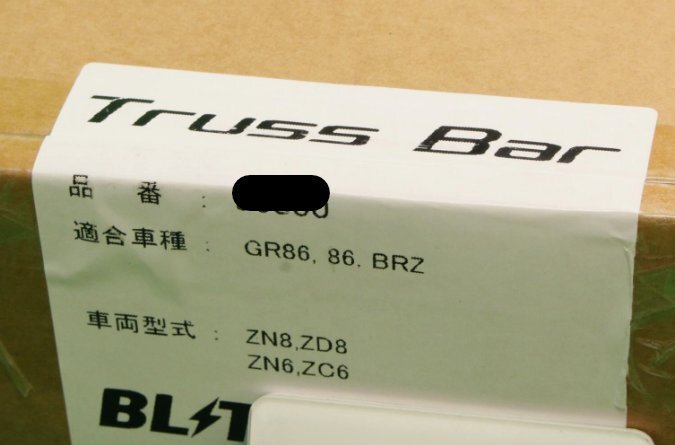 Truss Bar
品 番 :
適合車種 : GR86, 86. BRZ
車両型式 : ZN8,ZD8
ZN6,ZC6